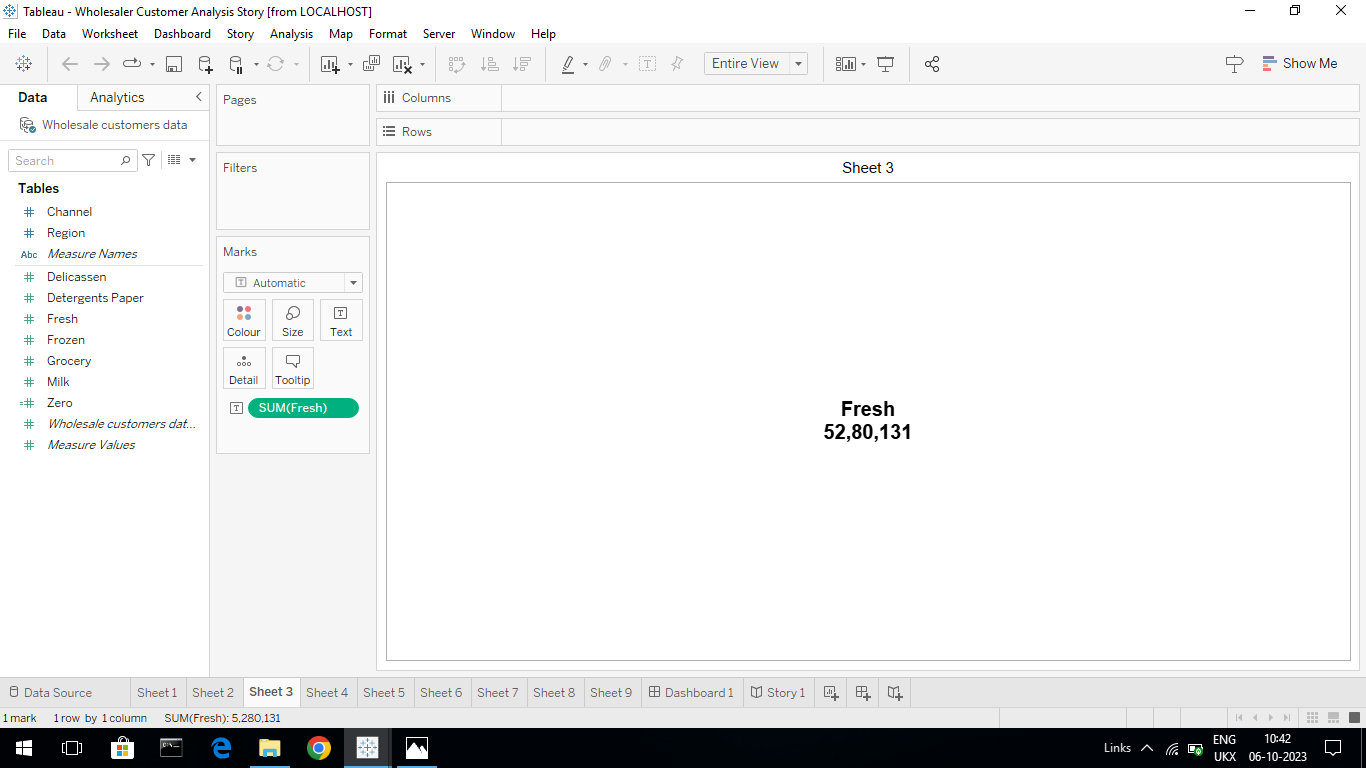 Tableau - Wholesaler Customer Analysis Story [from LOCALHOST]
File Data Worksheet Dashboard Story Analysis Map Format Server Window Help
Entire View
Show Me
Data Analytics
Wholesale customers data
Search
Tables
Channel
Region
Abc Measure Names
Delicassen
Detergents Paper
Fresh
Frozen
Grocery
Milk
Zero
Wholesale customers dat...
Measure Values
Pages
Filters
Marks
T Automatic
Colour Size Text
Detail Tooltip
T SUM(Fresh)
Columns
Rows
Sheet 3
Fresh
52,80,131
Data Source Sheet 1 Sheet 2 Sheet 3 Sheet 4 Sheet 5 Sheet 6 Sheet 7 Sheet 8 Sheet 9 Dashboard 1 Story 1
1 mark 1 row by 1 column SUM(Fresh): 5,280,131
Links ENG 10:42
UKX 06-10-2023